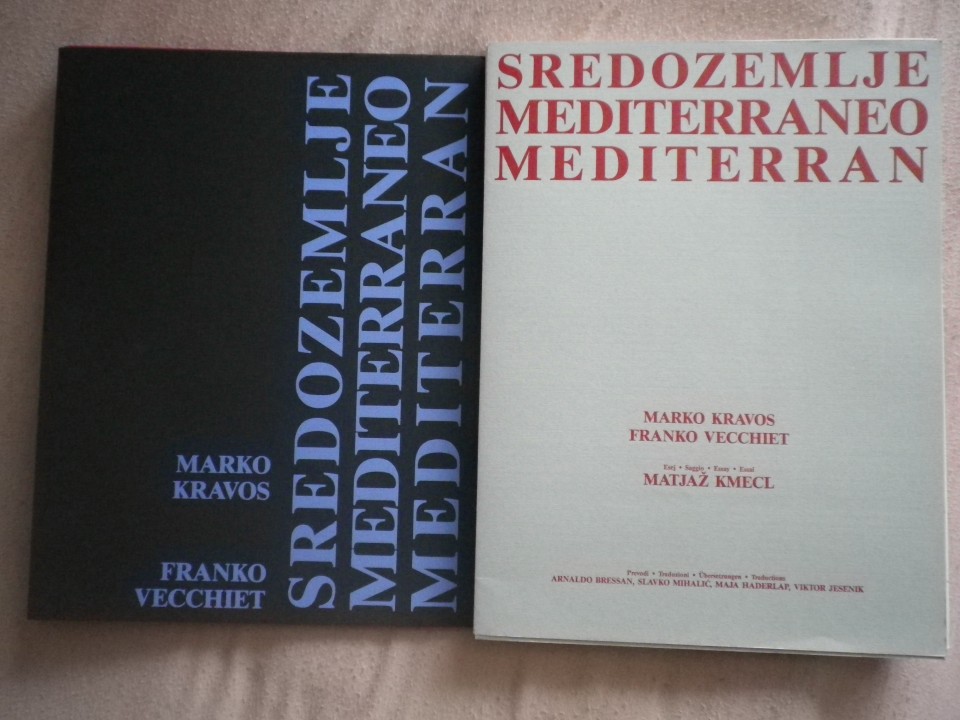 SREDOZEMLJE
MEDITERRANEO
MEDITERRAN
MARKO
KRAVOS
FRANKO
VECCHIET
SREDOZEMLJE
MEDITERRANEO
MEDITERRAN
MARKO KRAVOS
FRANKO VECCHIET
Esej • Saggio • Essay • Essai
MATJAŽ KMECL
Prevodi • Traduzioni • Übersetzungen • Traductions
ARNALDO BRESSAN, SLAVKO MIHALIĆ, MAJA HADERLAP, VIKTOR JESENIK